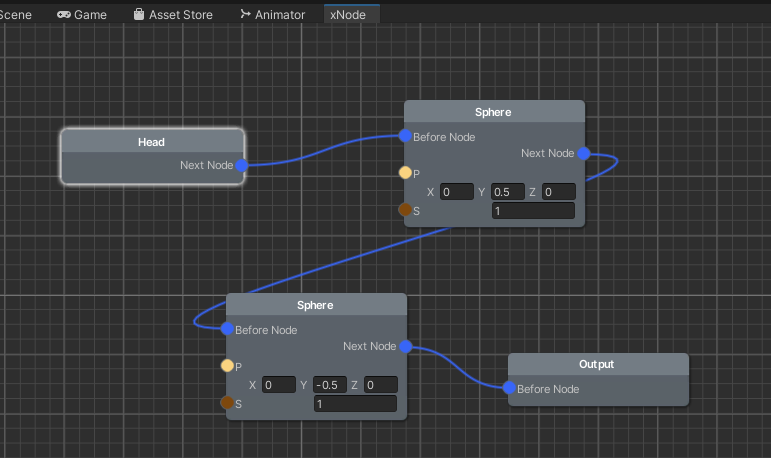 Scene Game Asset Store Animator xNode
Head
Next Node
Sphere
Before Node
Next Node
P
X 0 Y 0.5 Z 0
S 1
Sphere
Before Node
Next Node
P
X 0 Y -0.5 Z 0
S 1
Output
Before Node